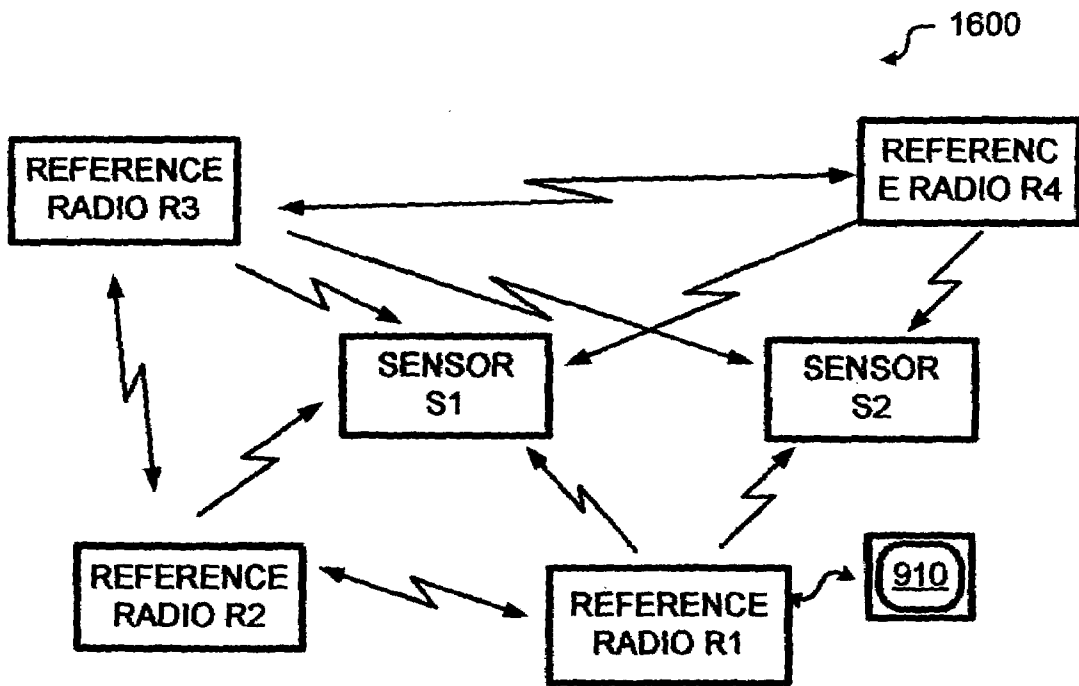 1600
REFERENCE
RADIO R3
REFERENC
E RADIO R4
SENSOR
S1
SENSOR
S2
REFERENCE
RADIO R2
REFERENCE
RADIO R1
910